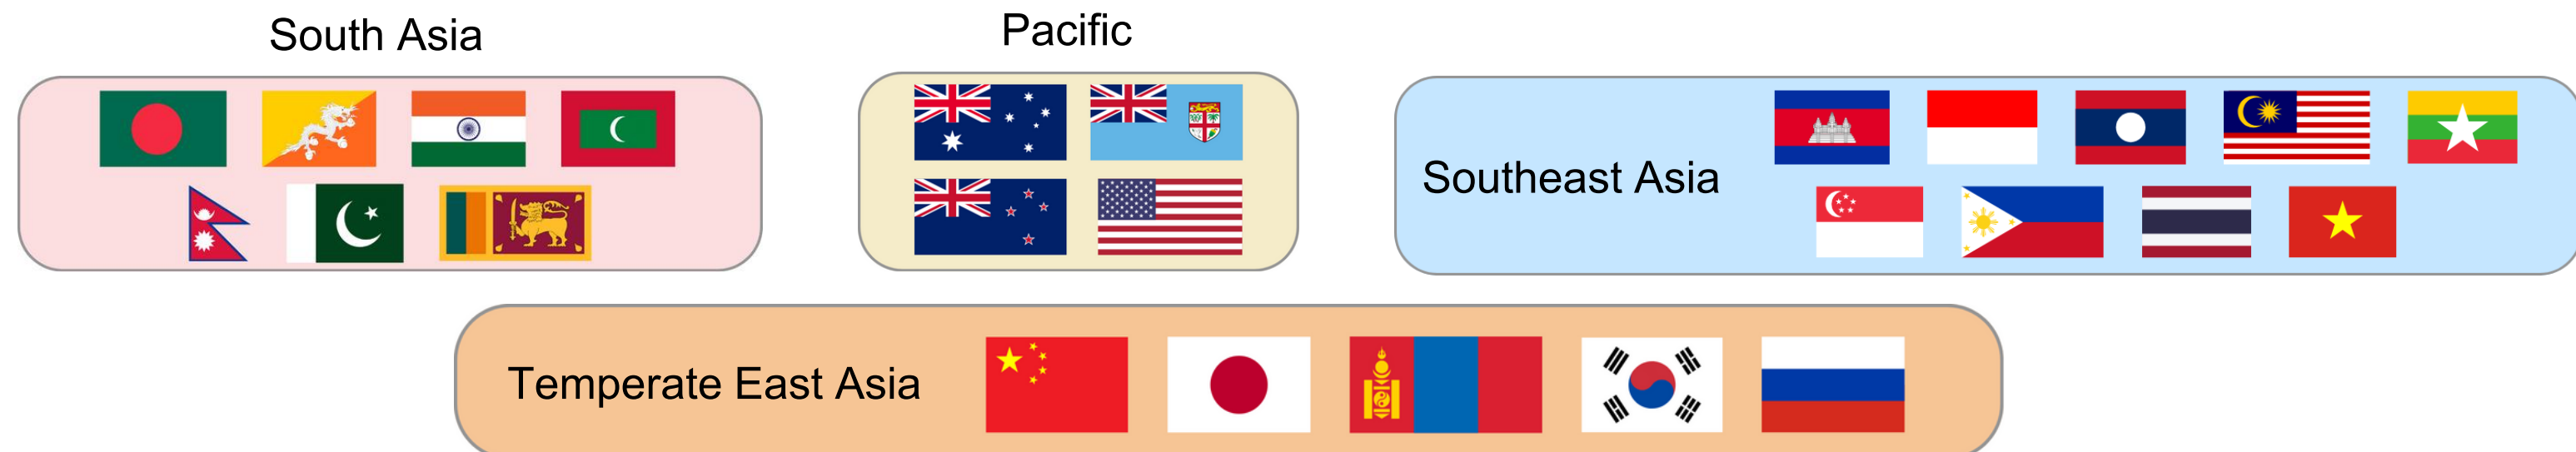 South Asia
Pacific
Southeast Asia
Temperate East Asia